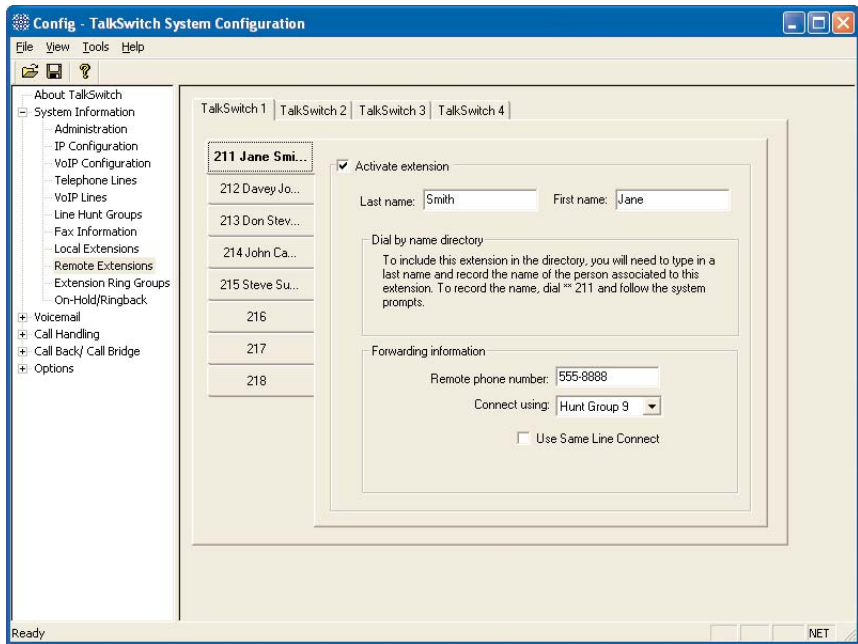 Config - TalkSwitch System Configuration
File View Tools Help
About TalkSwitch
System Information
Administration
IP Configuration
VoIP Configuration
Telephone Lines
VoIP Lines
Line Hunt Groups
Fax Information
Local Extensions
Remote Extensions
Extension Ring Groups
On-Hold/Ringback
Voicemail
Call Handling
Call Back/ Call Bridge
Options
TalkSwitch 1 TalkSwitch 2 TalkSwitch 3 TalkSwitch 4
211 Jane Smi...
212 Davey Jo...
213 Don Stev...
214 John Ca...
215 Steve Su...
216
217
218
Activate extension
Last name: Smith First name: Jane
Dial by name directory
To include this extension in the directory, you will need to type in a
last name and record the name of the person associated to this
extension. To record the name, dial ** 211 and follow the system
prompts.
Forwarding information
Remote phone number: 555-8888
Connect using: Hunt Group 9
Use Same Line Connect
Ready NET